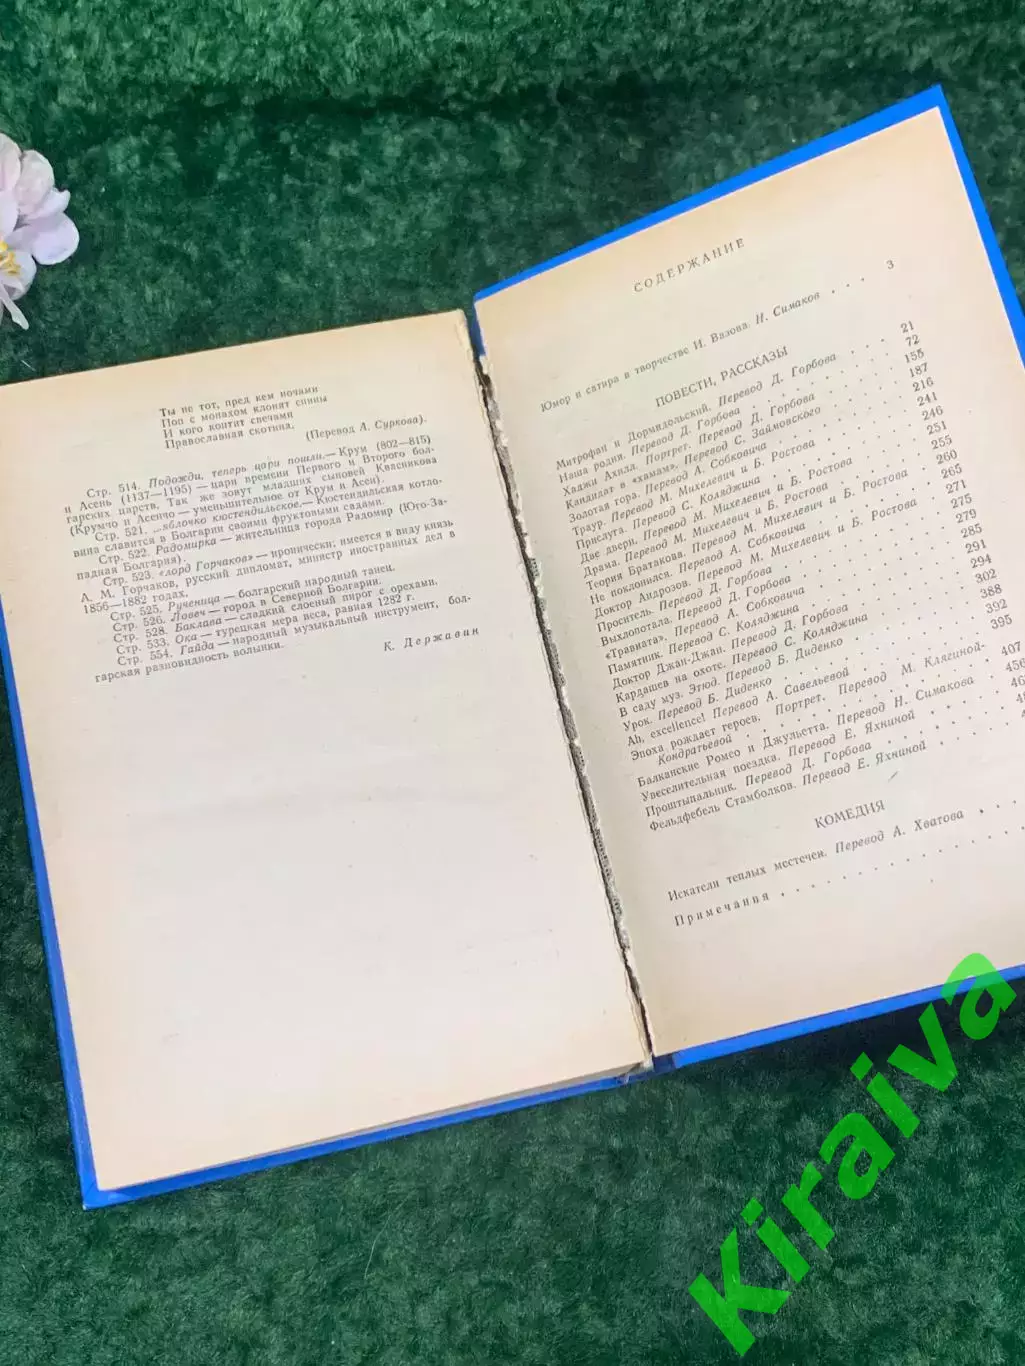 Ты не тот, пред кем ночами
Поп с монахом клонят спины
И кого коптит свечами
Православная скотина.
(Перевод А. Суркова).
Стр. 514. Подожди, теперь цари пошли.— Крум (802—815)
и Асень (1137—1195) — цари времени Первого и Второго бол-
гарских царств. Так же зовут младших сыновей Квасникова
(Крумчо и Асенчо — уменьшительное от Крум и Асен).
Стр. 521. ...яблочко кюстендильское.— Кюстендильская котло-
вина славится в Болгарии своими фруктовыми садами.
Стр. 522. Радомирка — жительница города Радомир (Юго-За-
падная Болгария).
Стр. 523. «лорд Горчаков» — иронически; имеется в виду князь
А. М. Горчаков, русский дипломат, министр иностранных дел в
1856—1882 годах.
Стр. 525. Рученица — болгарский народный танец.
Стр. 526. Ловеч — город в Северной Болгарии.
Стр. 528. Баклава — сладкий слоеный пирог с орехами.
Стр. 533. Ока — турецкая мера веса, равная 1282 г.
Стр. 554. Гайда — народный музыкальный инструмент, бол-
гарская разновидность волынки.
К. Державин
СОДЕРЖАНИЕ
Юмор и сатира в творчестве И. Вазова. Н. Симаков . . . 3
ПОВЕСТИ, РАССКАЗЫ
Митрофан и Дормидольский. Перевод Д. Горбова . . . 21
Наша родня. Перевод Д. Горбова . . . 72
Хаджи Ахилл. Портрет. Перевод Д. Горбова . . . 155
Кандидат в «хамам». Перевод С. Займовского . . . 187
Золотая гора. Перевод А. Собковича . . . 216
Траур. Перевод М. Михелевич и Б. Ростова . . . 241
Прислуга. Перевод С. Коляджина . . . 246
Две двери. Перевод М. Михелевич и Б. Ростова . . . 251
Драма. Перевод М. Михелевич и Б. Ростова . . . 255
Теория Братакова. Перевод М. Михелевич и Б. Ростова . . . 260
Не поклонился. Перевод А. Собковича . . . 265
Доктор Андрозов. Перевод М. Михелевич и Б. Ростова . . . 271
Проситель. Перевод Д. Горбова . . . 275
Выхлопотала. Перевод Д. Горбова . . . 279
«Травиата». Перевод А. Собковича . . . 285
Памятник. Перевод С. Коляджина . . . 291
Доктор Джан-Джан. Перевод Д. Горбова . . . 294
Кардашев на охоте. Перевод С. Коляджина . . . 302
В саду муз. Этюд. Перевод Б. Диденко . . . 388
Урок. Перевод Б. Диденко . . . 392
Ah, excellence! Перевод А. Савельевой . . . 395
Эпоха рождает героев. Портрет. Перевод М. Клягиной-
Кондратьевой . . . 407
Балканские Ромео и Джульетта. Перевод Н. Симакова . . . 456
Увеселительная поездка. Перевод Е. Яхниной . . .
Проштыпальник. Перевод Д. Горбова . . .
Фельдфебель Стамболков. Перевод Е. Яхниной . . .
КОМЕДИЯ
Искатели теплых местечек. Перевод А. Хватова . . .
Примечания . . . . . . . . .
Kiraiva